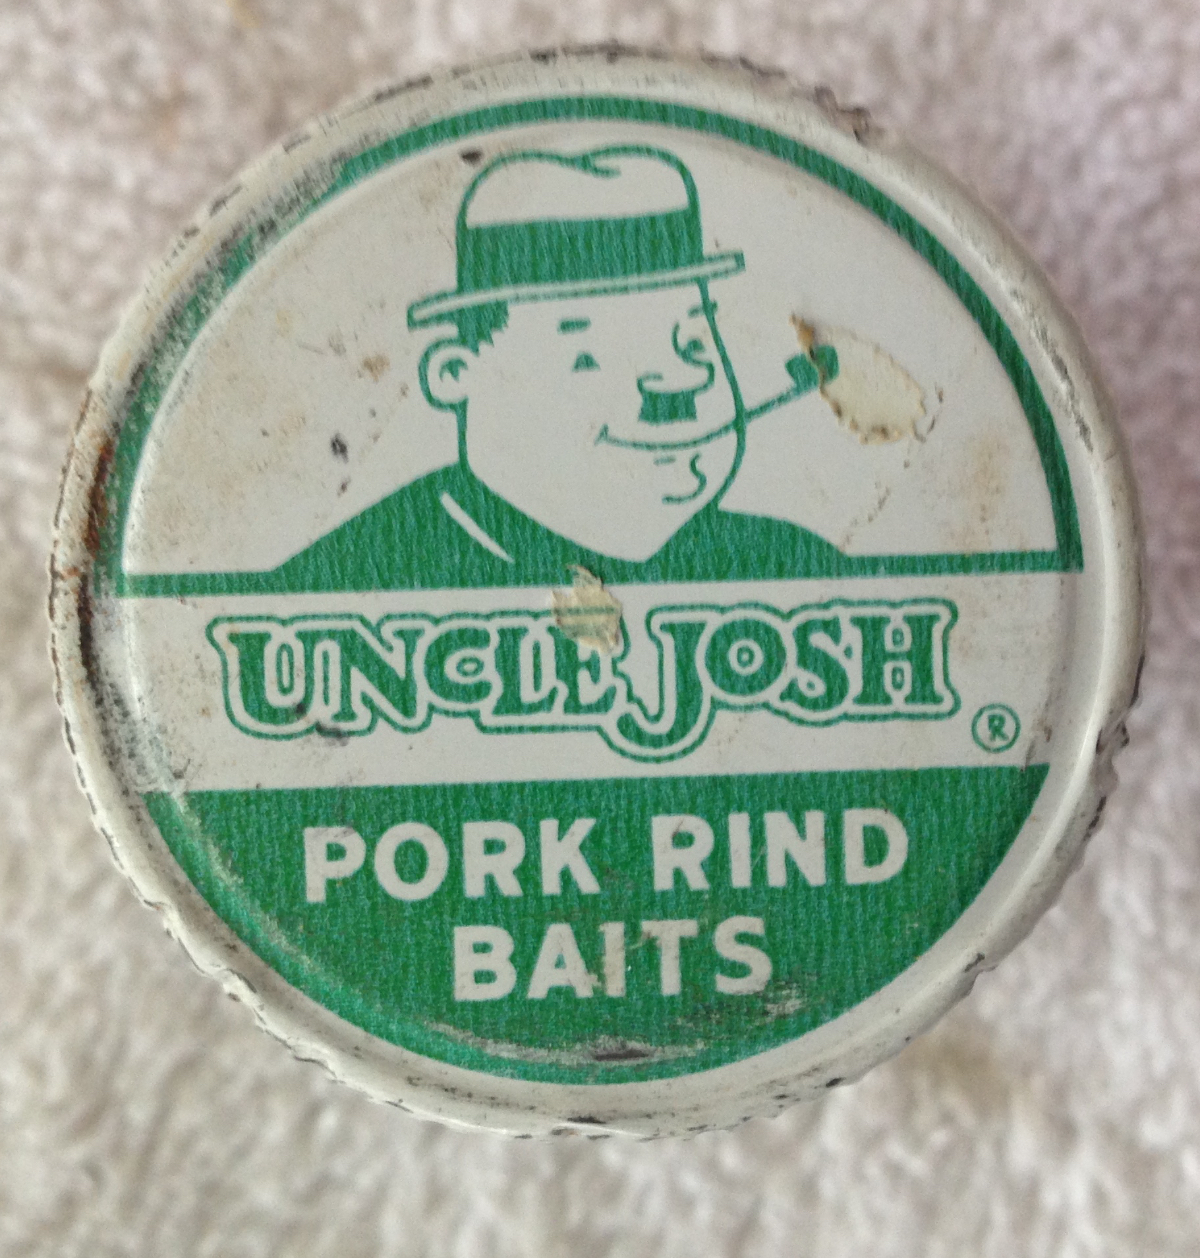 UNCLE JOSH
®
PORK RIND
BAITS